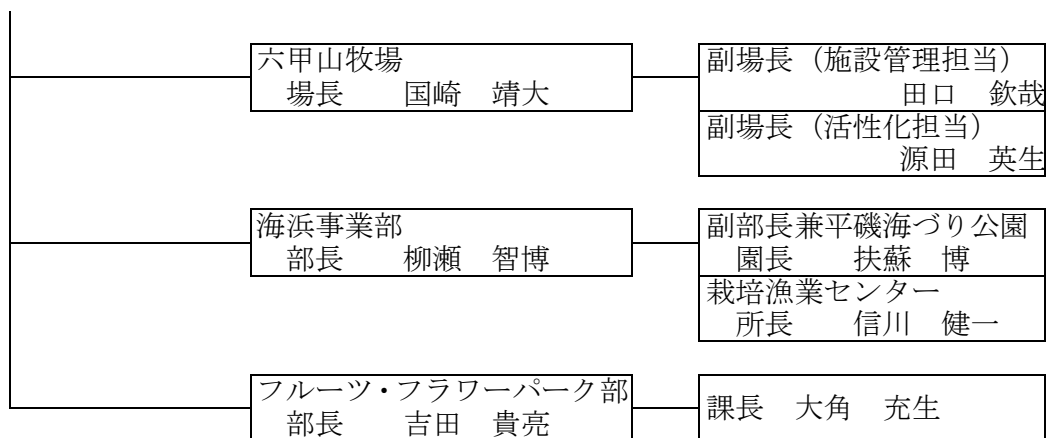 六甲山牧場
場長　国崎　靖大
副場長（施設管理担当）
田口　欽哉
副場長（活性化担当）
源田　英生
海浜事業部
部長　柳瀬　智博
副部長兼平磯海づり公園
園長　扶蘇　博
栽培漁業センター
所長　信川　健一
フルーツ・フラワーパーク部
部長　吉田　貴亮
課長　大角　充生